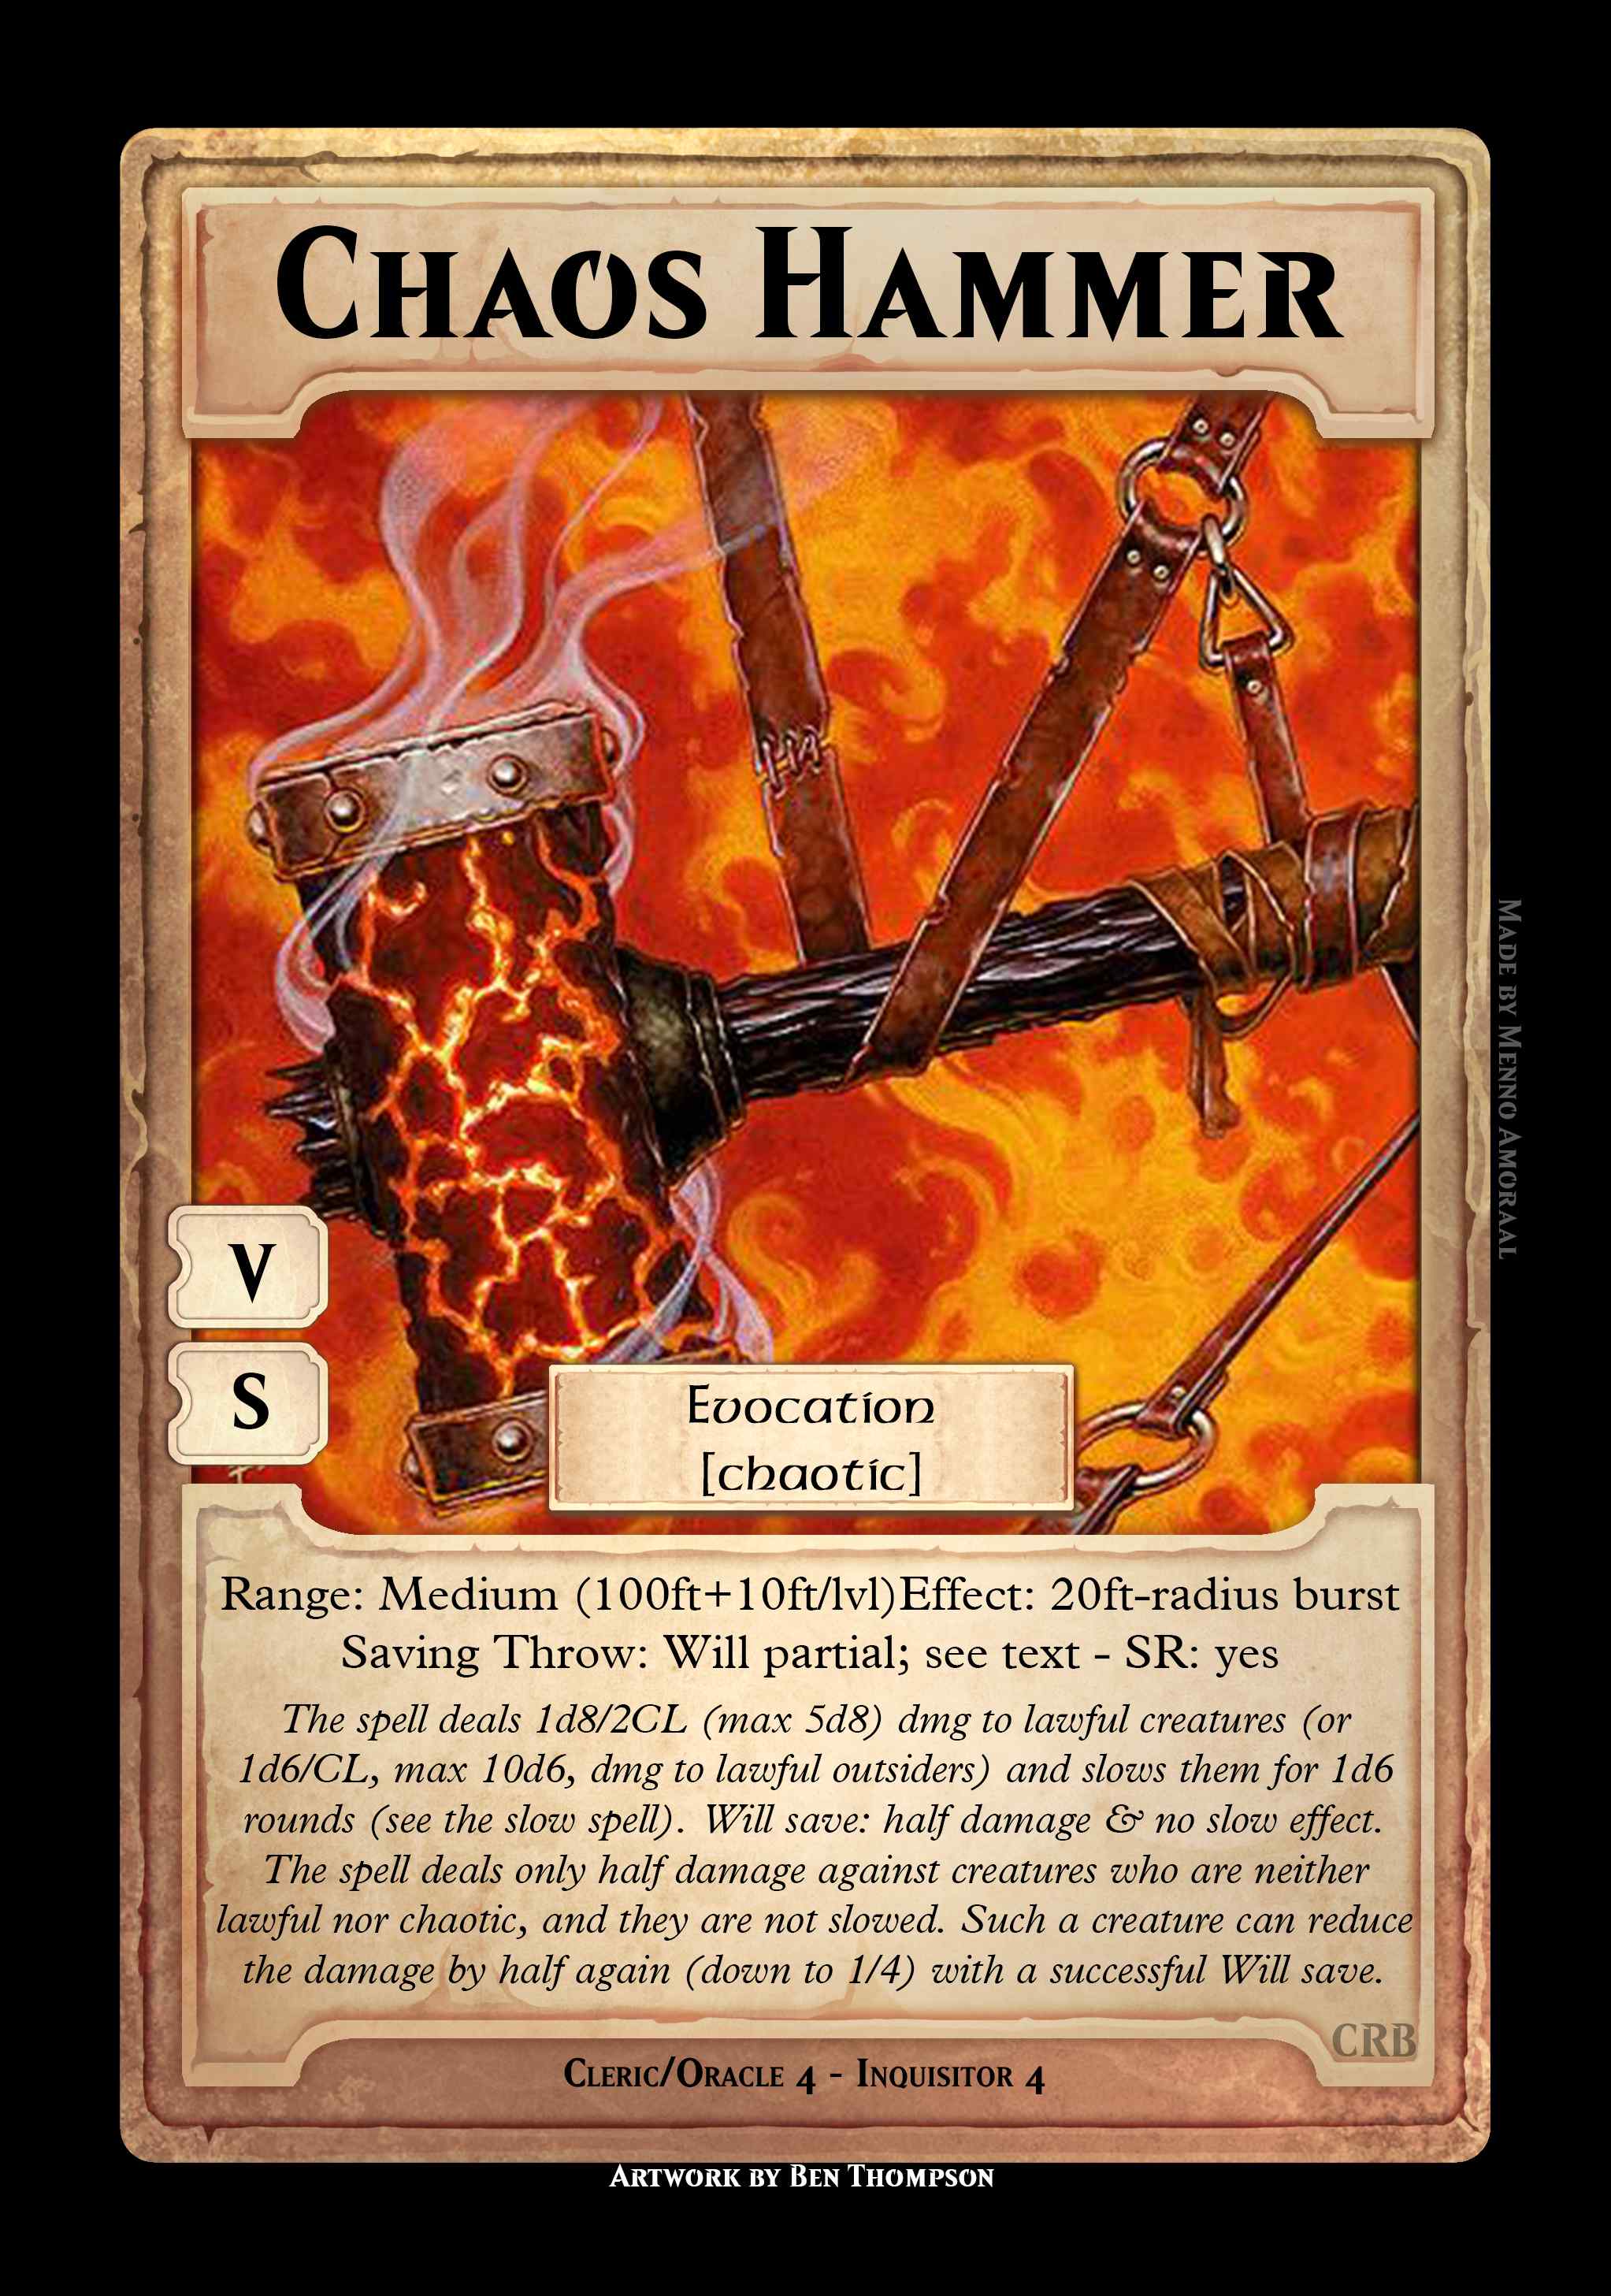 Chaos Hammer
V
S
Evocation
[chaotic]
Range: Medium (100ft+10ft/lvl)Effect: 20ft-radius burst
Saving Throw: Will partial; see text - SR: yes
The spell deals 1d8/2CL (max 5d8) dmg to lawful creatures (or
1d6/CL, max 10d6, dmg to lawful outsiders) and slows them for 1d6
rounds (see the slow spell). Will save: half damage & no slow effect.
The spell deals only half damage against creatures who are neither
lawful nor chaotic, and they are not slowed. Such a creature can reduce
the damage by half again (down to 1/4) with a successful Will save.
CRB
Cleric/Oracle 4 - Inquisitor 4
Artwork by Ben Thompson
Made by Menno Amoraal